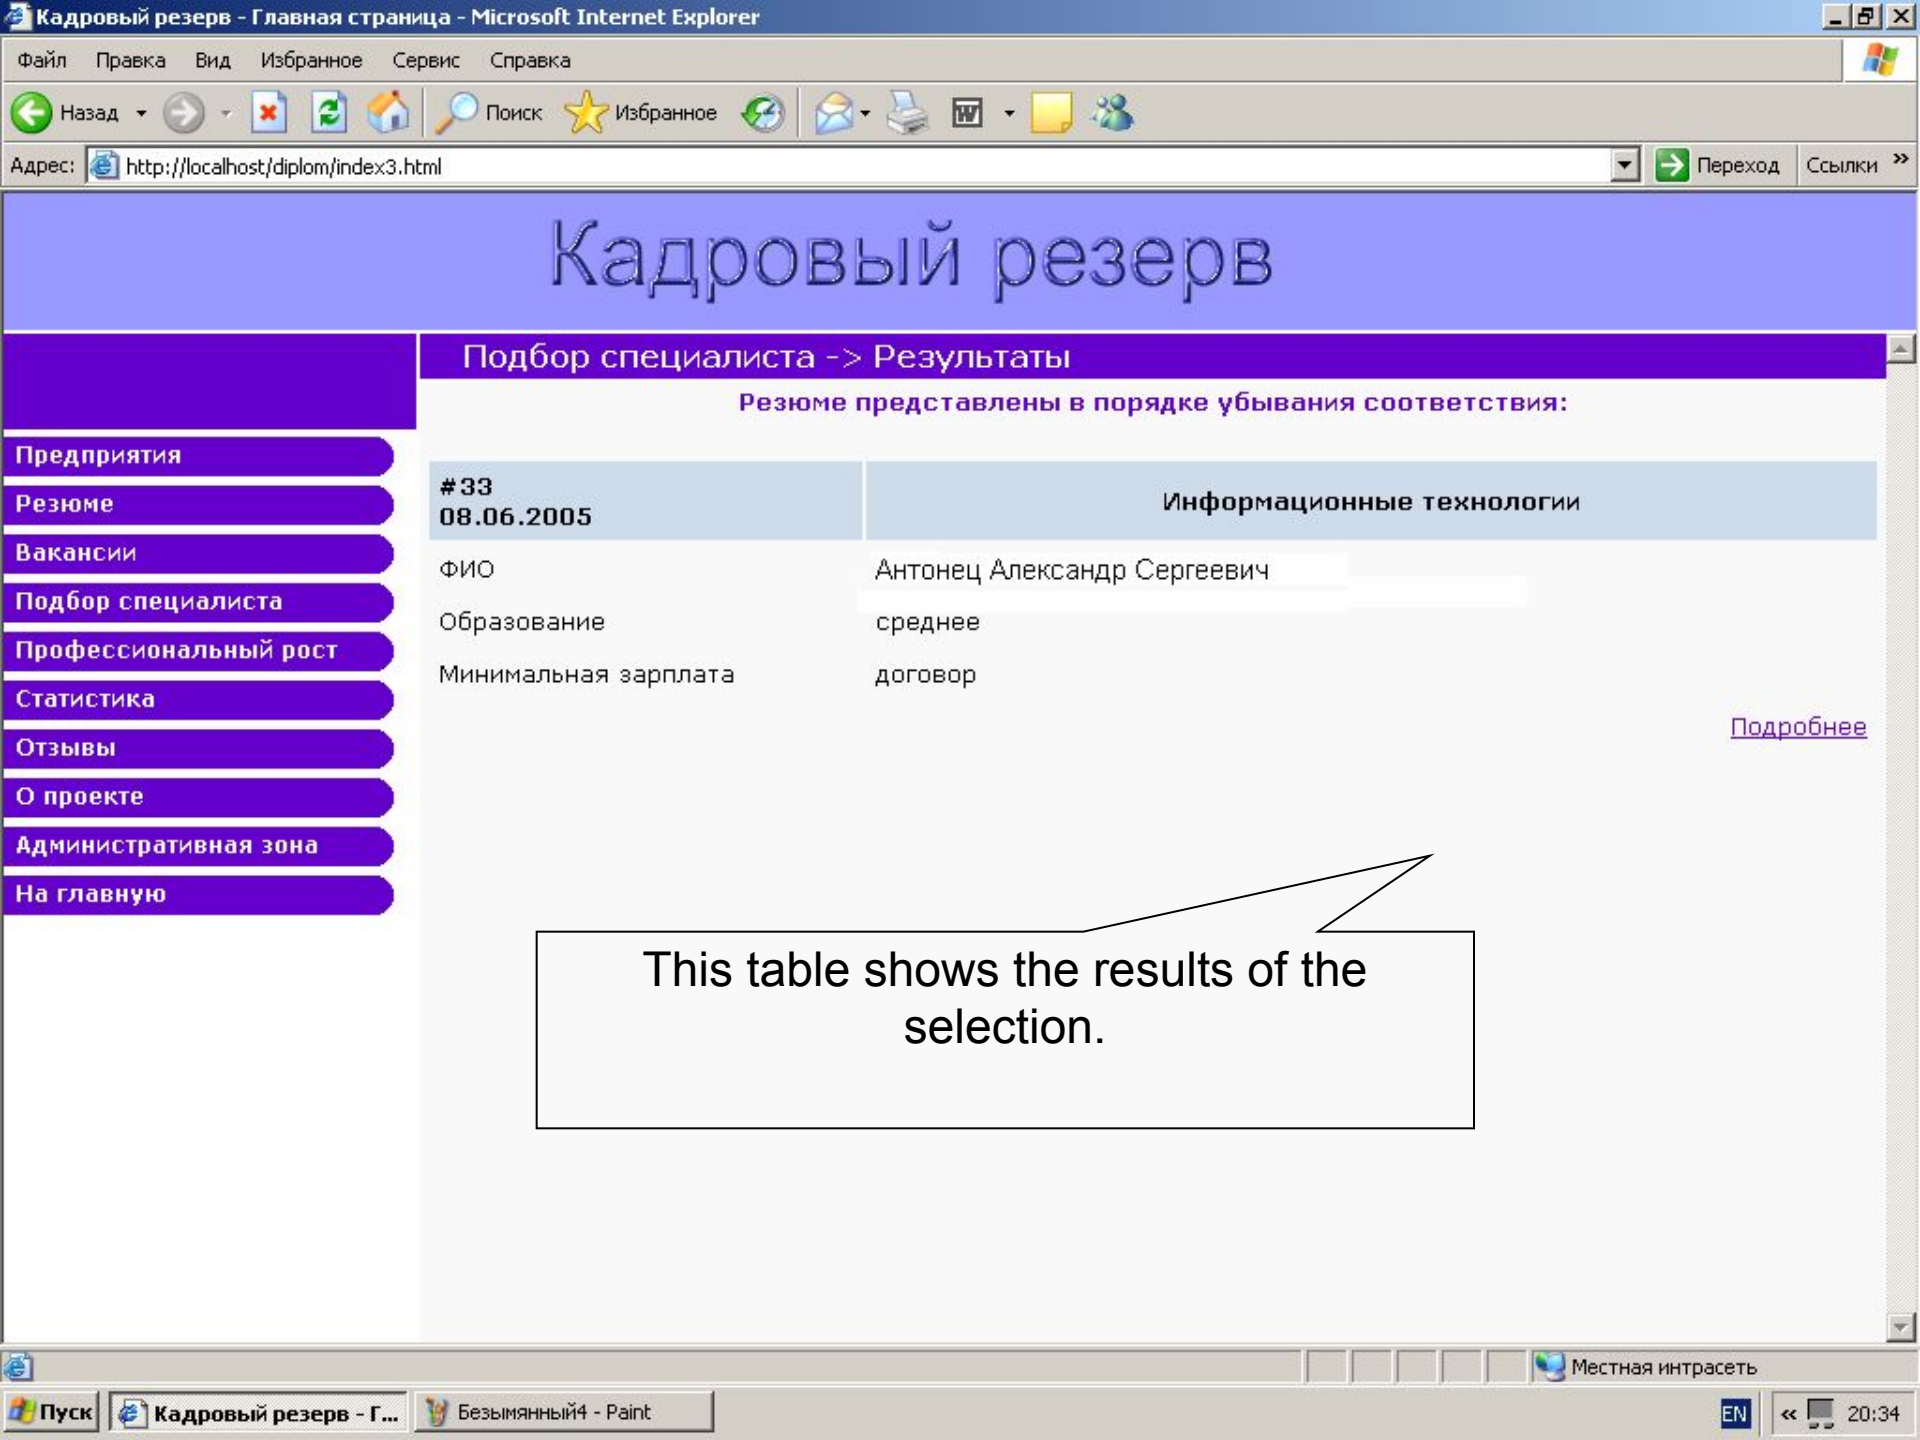 Кадровый резерв - Главная страница - Microsoft Internet Explorer
Файл Правка Вид Избранное Сервис Справка
Назад Поиск Избранное
Адрес: http://localhost/diplom/index3.html Переход Ссылки »
Кадровый резерв
Подбор специалиста -> Результаты
Резюме представлены в порядке убывания соответствия:
Предприятия
Резюме
Вакансии
Подбор специалиста
Профессиональный рост
Статистика
Отзывы
О проекте
Административная зона
На главную
#33
08.06.2005
Информационные технологии
ФИО Антонец Александр Сергеевич
Образование среднее
Минимальная зарплата договор
Подробнее
This table shows the results of the
selection.
Местная интрасеть
Пуск Кадровый резерв - Г... Безымянный4 - Paint EN « 20:34